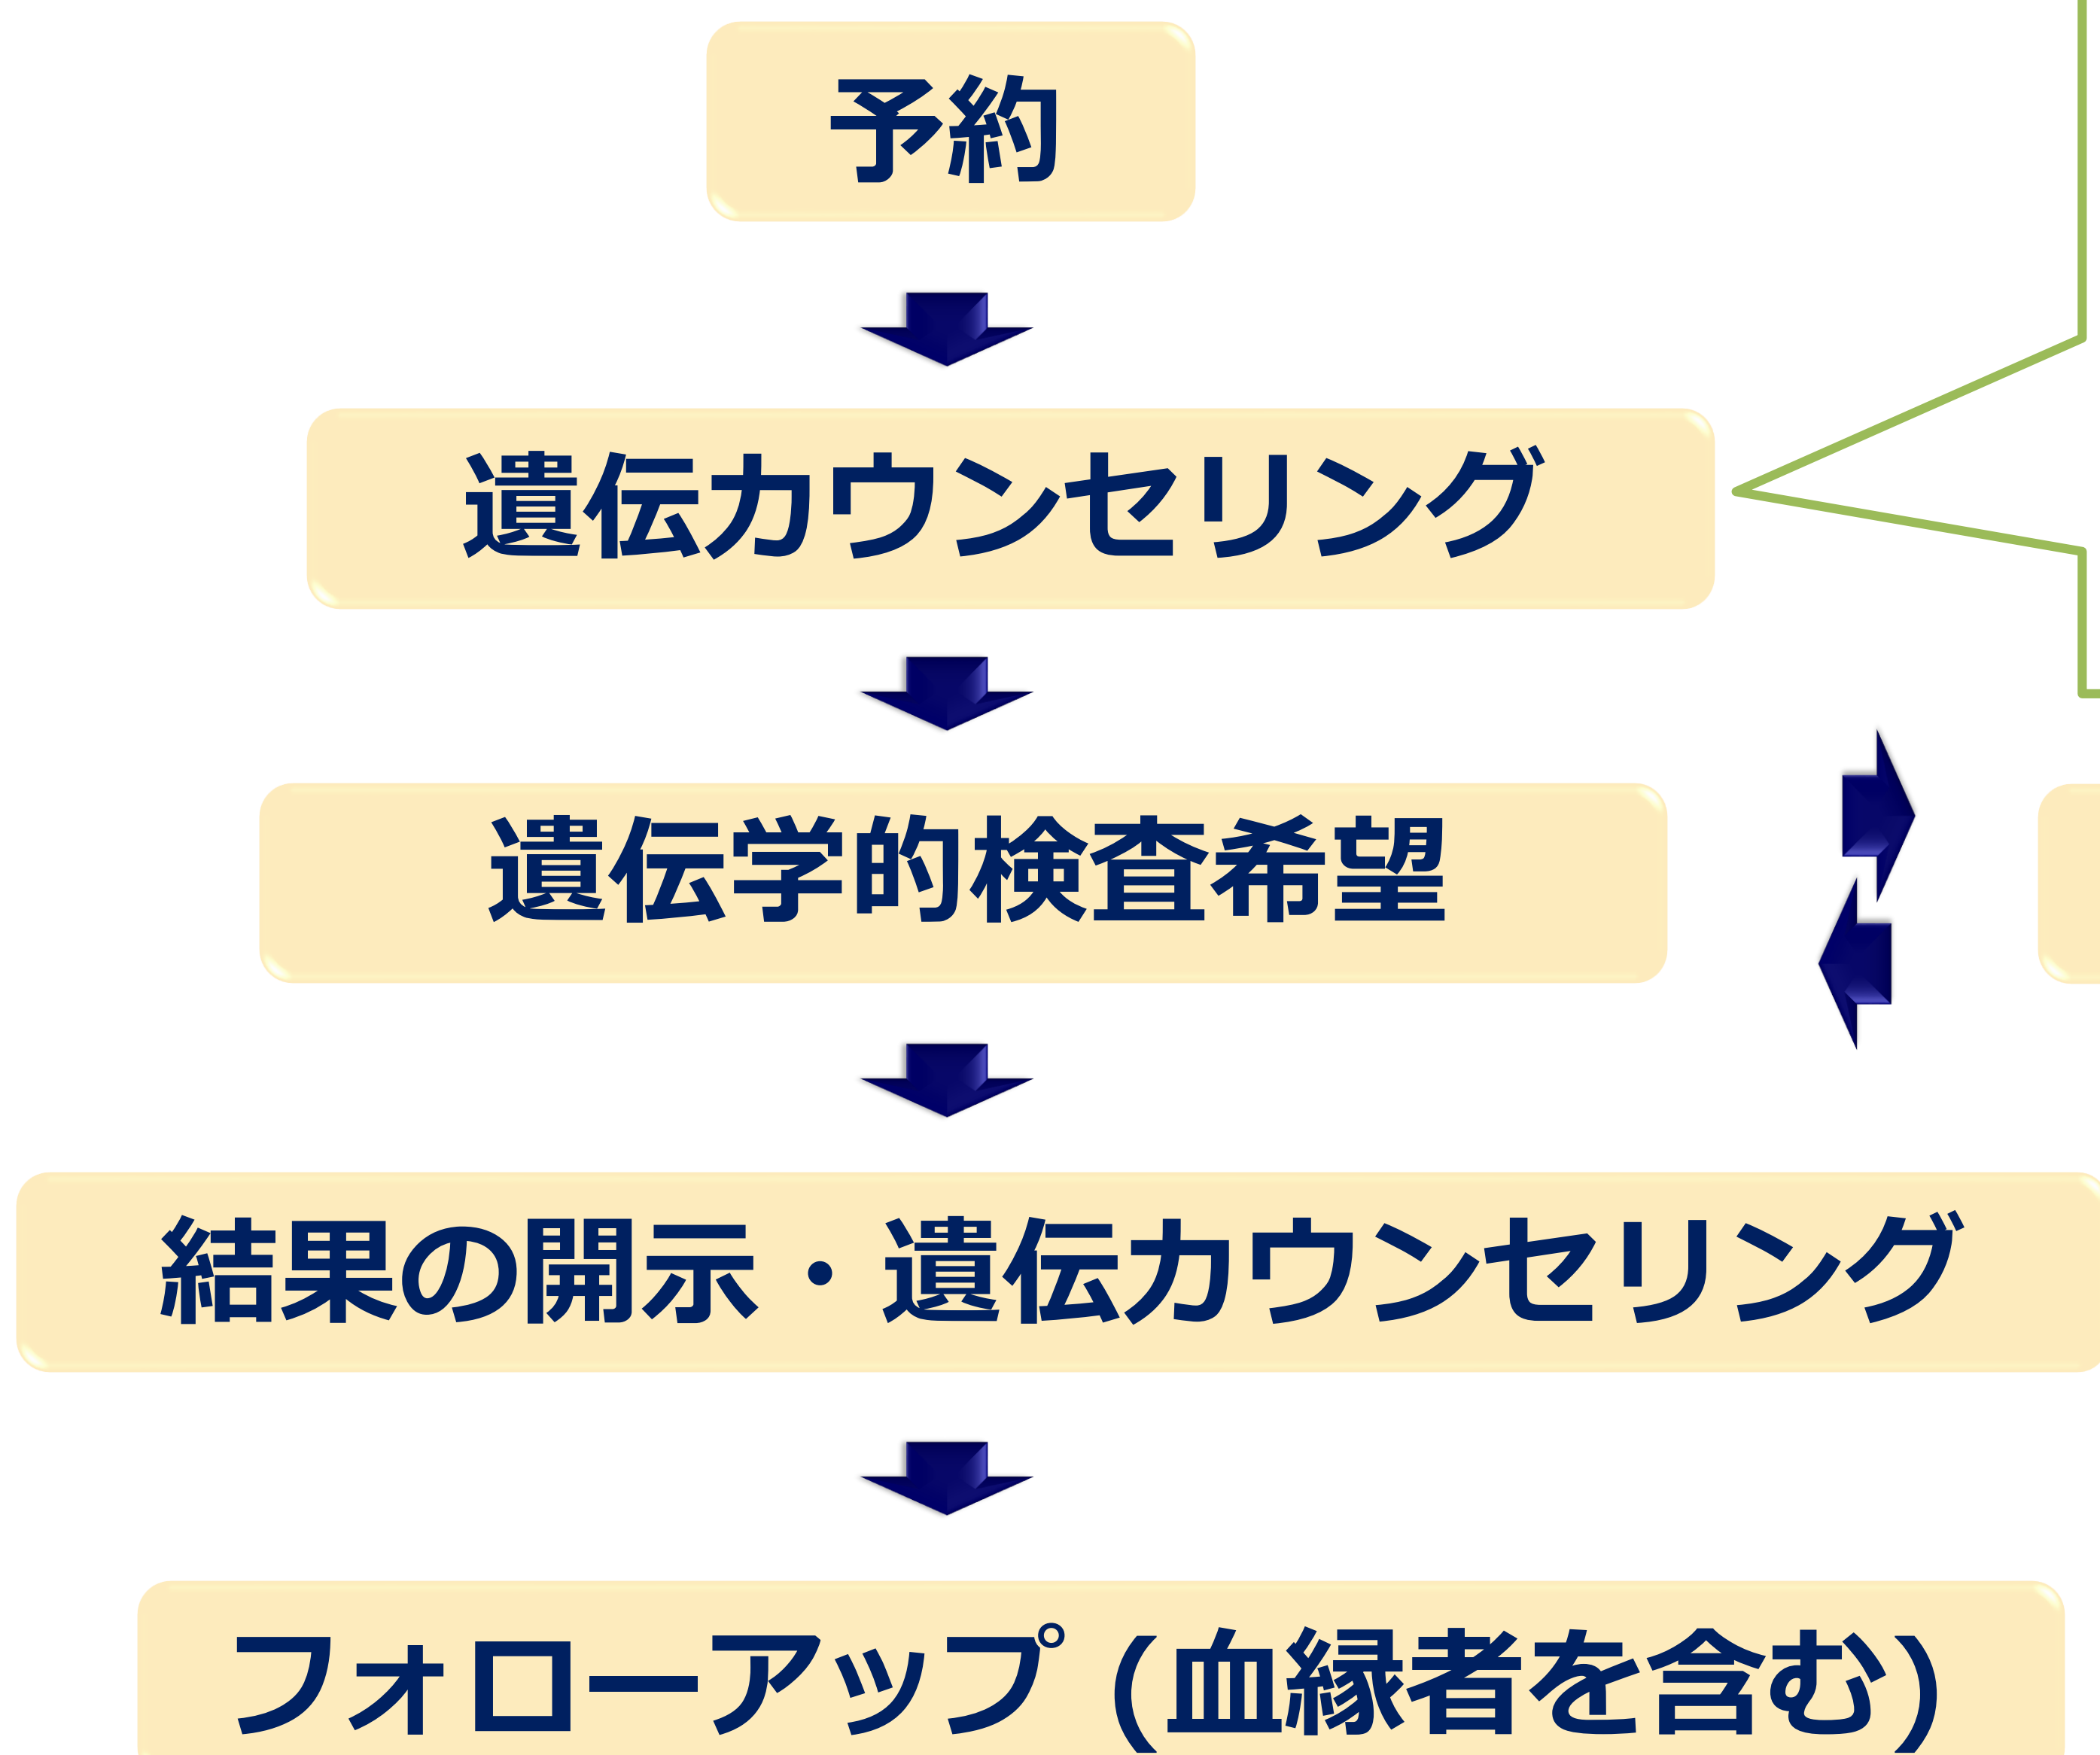 予約
遺伝カウンセリング
遺伝学的検査希望
結果の開示・遺伝カウンセリング
フォローアップ(血縁者を含む)